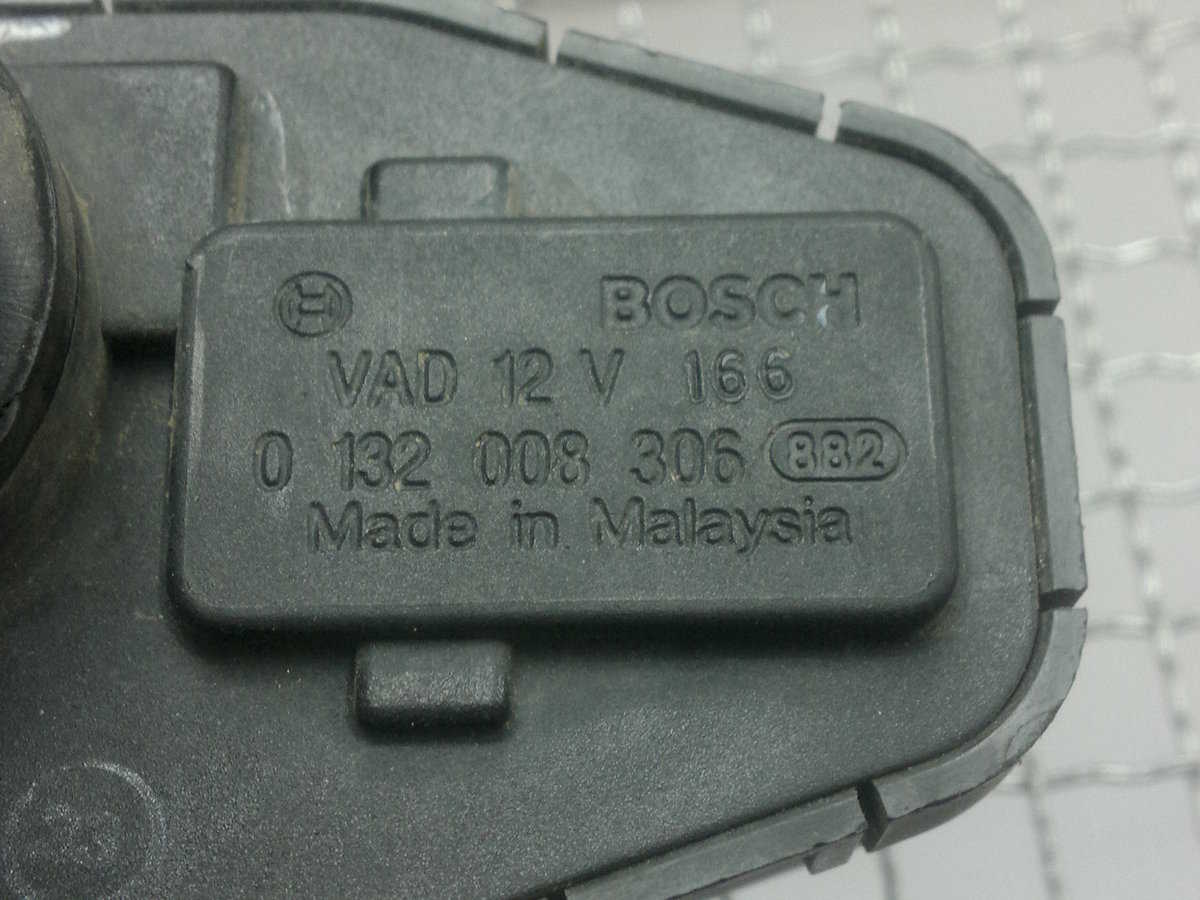 BOSCH
VAD 12 V 166
0 132 008 306 882
Made in Malaysia